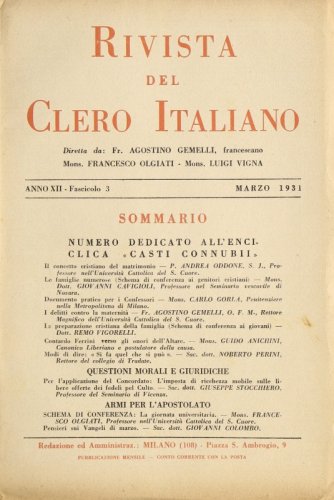 RIVISTA
DEL
CLERO ITALIANO
Diretta da: Fr. AGOSTINO GEMELLI, francescano
Mons. FRANCESCO OLGIATI - Mons. LUIGI VIGNA
ANNO XII - Fascicolo 3 MARZO 1931
SOMMARIO
NUMERO DEDICATO ALL'ENCI-
CLICA «CASTI CONNUBII»
Il concetto cristiano del matrimonio — P. ANDREA ODDONE, S. J., Pro-
fessore nell'Università Cattolica del S. Cuore.
Le famiglie numerose (Schema di conferenza ai genitori cristiani) — Mons.
Dott. GIOVANNI CAVIGIOLI, Professore nel Seminario vescovile di
Novara.
Documento pratico per i Confessori — Mons. CARLO GORLA, Penitenziere
nella Metropolitana di Milano.
I delitti contro la maternità — Fr. AGOSTINO GEMELLI, O. F. M., Rettore
Magnifico dell'Università Cattolica del S. Cuore.
La preparazione cristiana della famiglia (Schema di conferenza ai giovani) —
Dott. REMO VIGORELLI.
Contardo Ferrini verso gli onori dell'Altare. — Mons. GUIDO ANICHINI,
Canonico Liberiano e postulatore della causa.
Modi di dire: «Si fa quel che si può». — Sac. dott. NOBERTO PERINI,
Rettore del collegio di Tradate.
QUESTIONI MORALI E GIURIDICHE
Per l'applicazione del Concordato: L'imposta di ricchezza mobile sulle li-
bere offerte dei fedeli pel Culto. — Sac. dott. GIUSEPPE STOCCHIERO,
Professore del Seminario di Vicenza.
ARMI PER L'APOSTOLATO
SCHEMA DI CONFERENZA: La giornata universitaria. — Mons. FRANCE-
SCO OLGIATI, Professore nell'Università Cattolica del S. Cuore.
Pensieri sui Vangeli di marzo. — Sac. dott. GIOVANNI COLOMBO.
Redazione ed Amministraz.: MILANO (108) - Piazza S. Ambrogio, 9
PUBBLICAZIONE MENSILE — CONTO CORRENTE CON LA POSTA